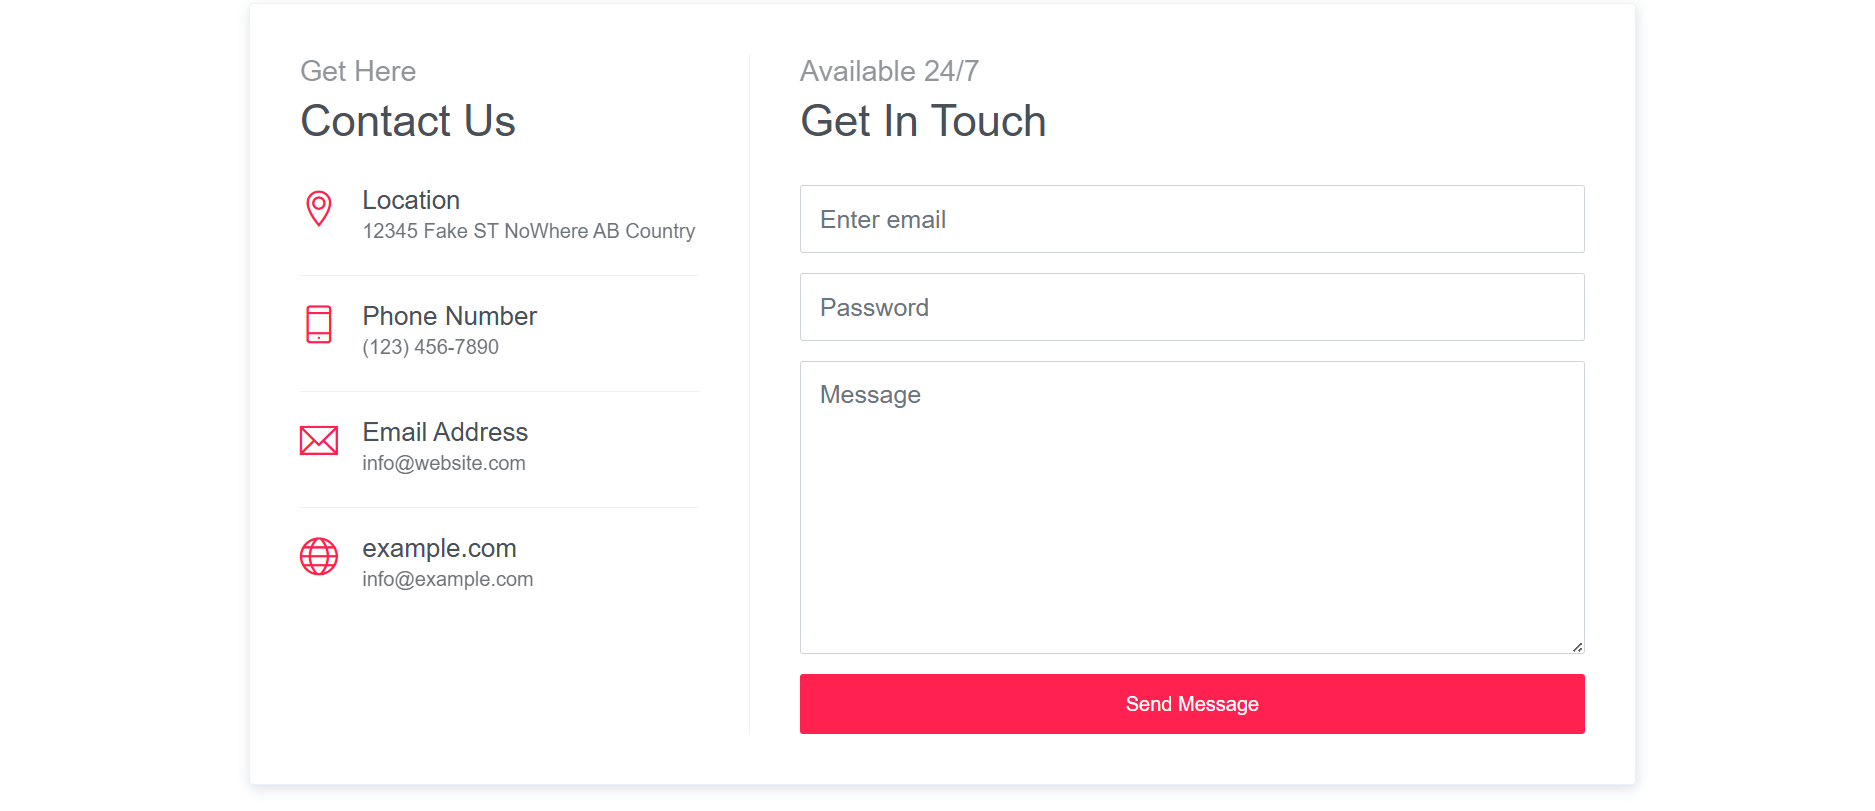 Get Here
Contact Us
Location
12345 Fake ST NoWhere AB Country
Phone Number
(123) 456-7890
Email Address
info@website.com
example.com
info@example.com
Available 24/7
Get In Touch
Enter email
Password
Message
Send Message